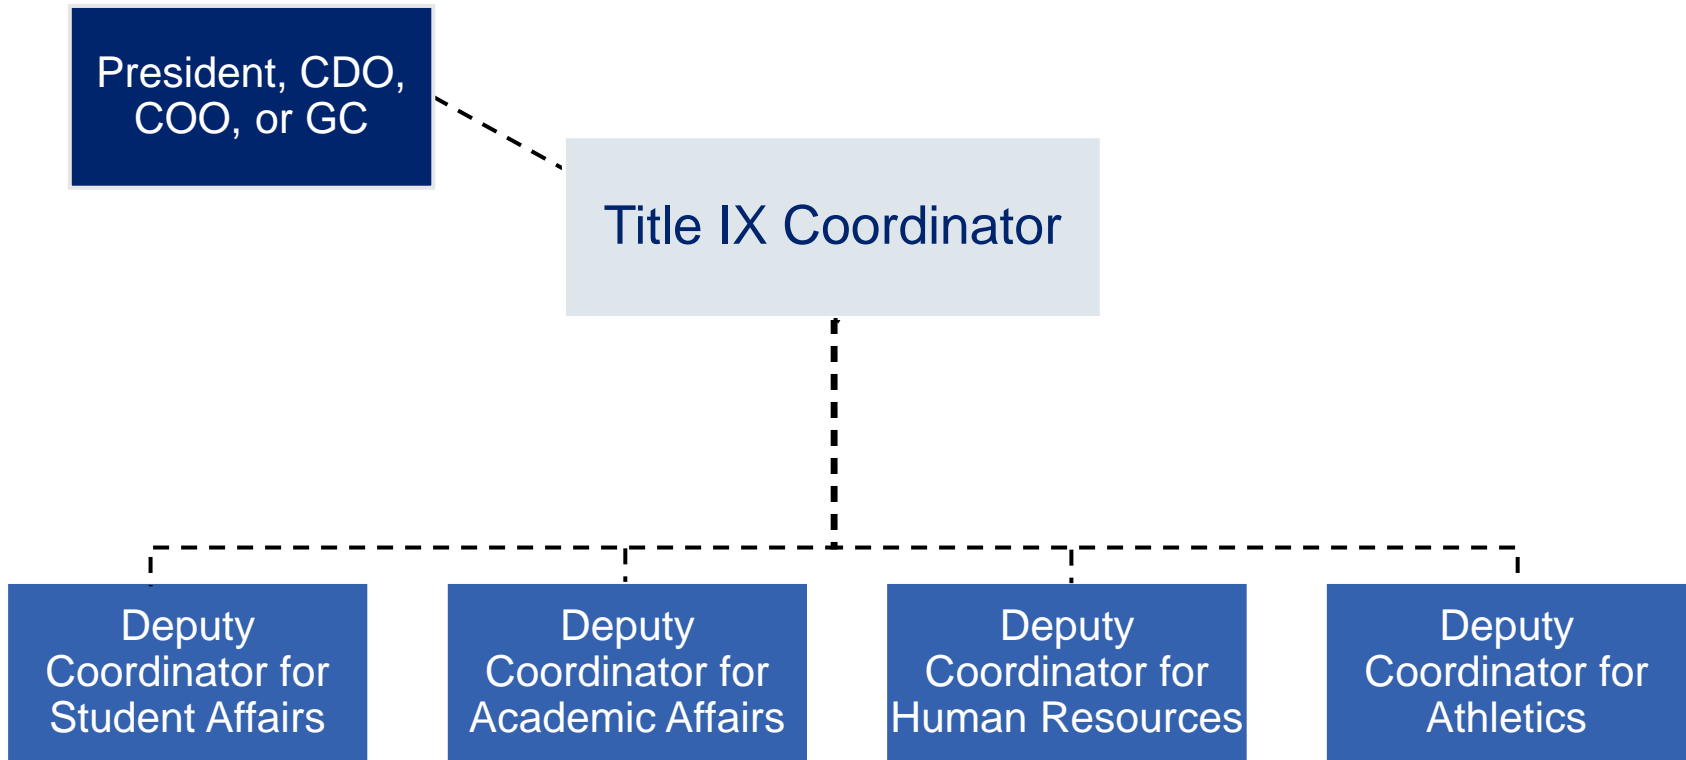 President, CDO,
COO, or GC
Title IX Coordinator
Deputy
Coordinator for
Student Affairs
Deputy
Coordinator for
Academic Affairs
Deputy
Coordinator for
Human Resources
Deputy
Coordinator for
Athletics